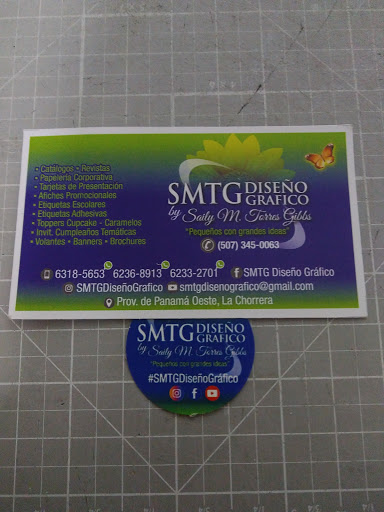 • Catálogos • Revistas
• Papelería Corporativa
• Tarjetas de Presentación
• Afiches Promocionales
• Etiquetas Escolares
• Etiquetas Adhesivas
• Toppers Cupcake - Caramelos
• Invit. Cumpleaños Temáticas
• Volantes • Banners • Brochures
SMTG DISEÑO GRAFICO
by Saily M. Torres Gibbs
"Pequeños con grandes ideas"
(507) 345-0063
6318-5653 6236-8913 6233-2701 SMTG Diseño Gráfico
SMTGDiseñoGrafico smtgdisenografico@gmail.com
Prov. de Panamá Oeste, La Chorrera
SMTG DISEÑO GRAFICO
by Saily M. Torres Gibbs
"Pequeños con grandes ideas"
#SMTGDiseñoGráfico